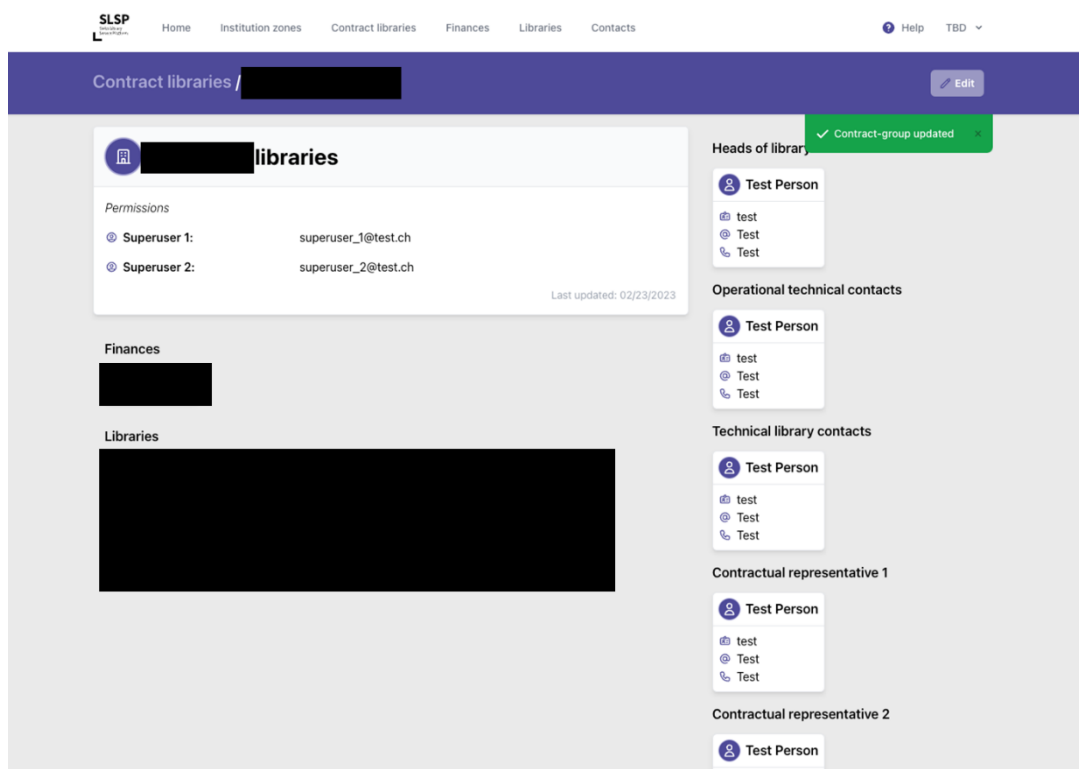 SLSP
Home
Institution zones
Contract libraries
Finances
Libraries
Contacts
Help
TBD
Contract libraries /
Edit
Contract-group updated
libraries
Permissions
Superuser 1: superuser_1@test.ch
Superuser 2: superuser_2@test.ch
Last updated: 02/23/2023
Finances
Libraries
Heads of library
Test Person
test
Test
Test
Operational technical contacts
Test Person
test
Test
Test
Technical library contacts
Test Person
test
Test
Test
Contractual representative 1
Test Person
test
Test
Test
Contractual representative 2
Test Person